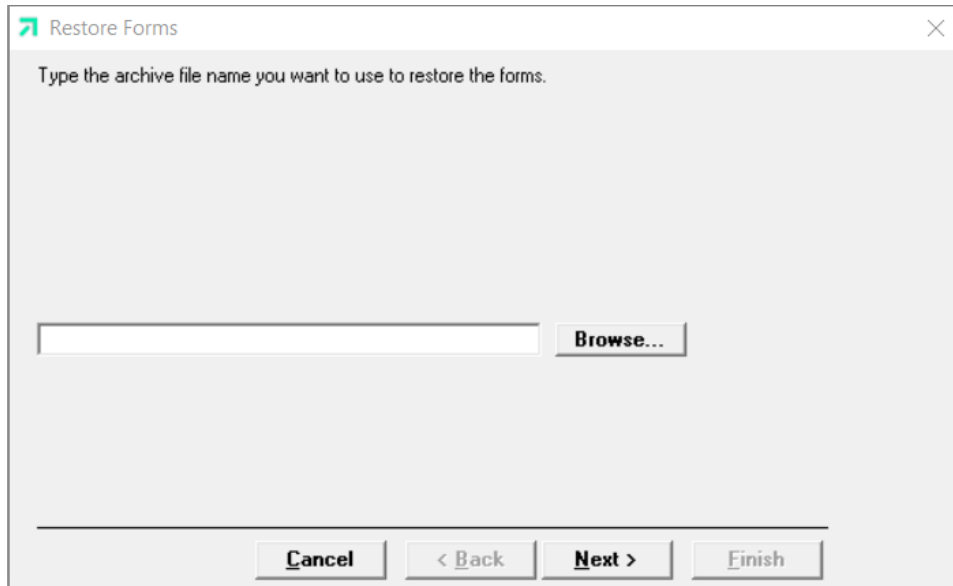 Restore Forms
Type the archive file name you want to use to restore the forms.
Browse...
Cancel < Back Next > Finish